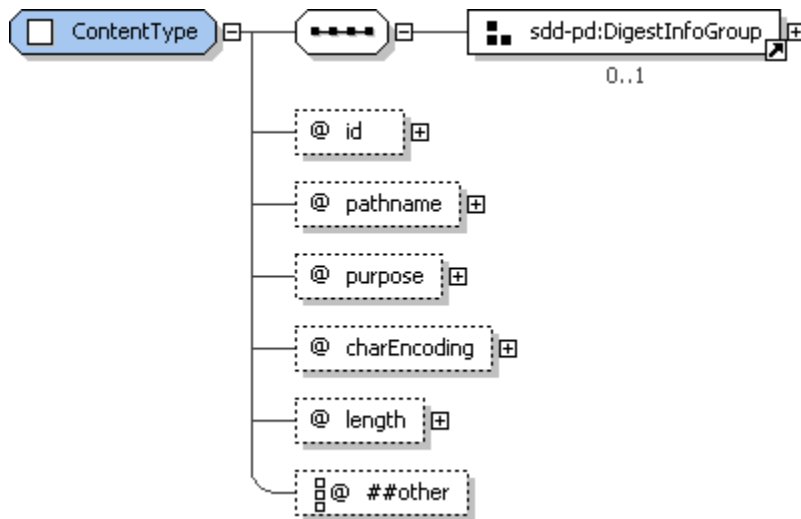 ContentType
sdd-pd:DigestInfoGroup
0..1
@ id
@ pathname
@ purpose
@ charEncoding
@ length
@ ##other